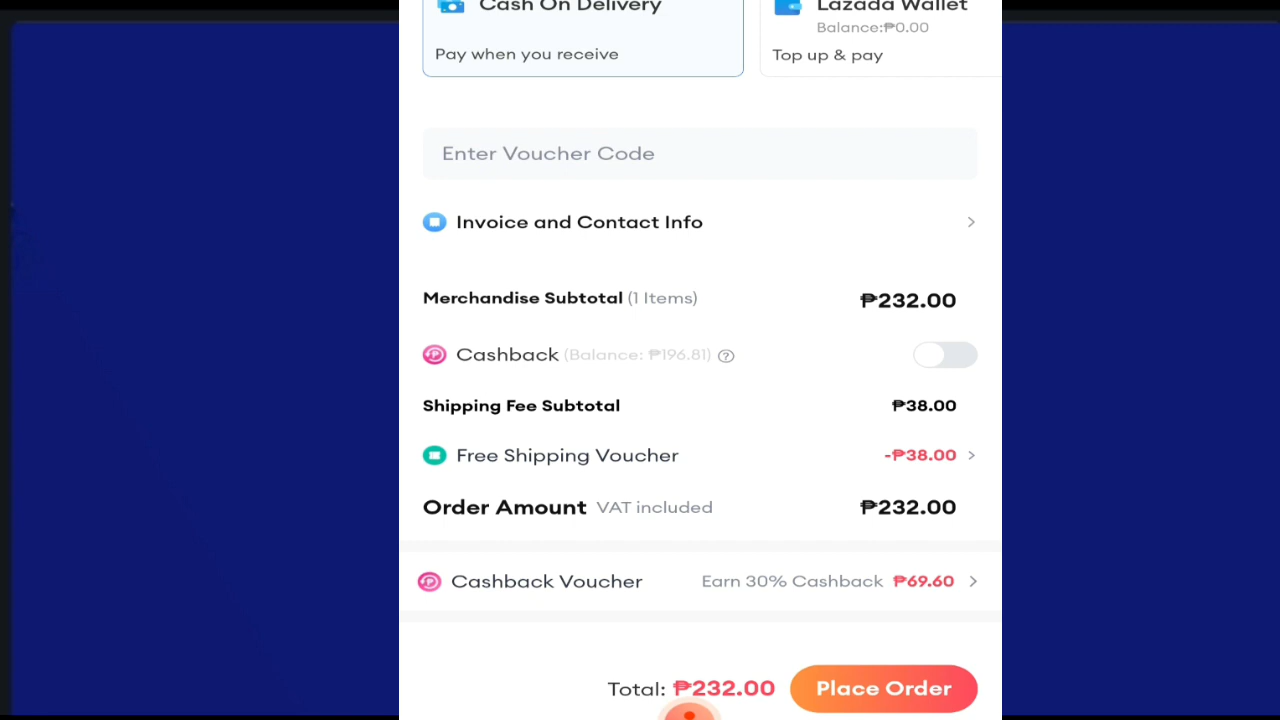 Cash On Delivery
Lazada Wallet
Balance:₱0.00
Pay when you receive
Top up & pay
Enter Voucher Code
Invoice and Contact Info
Merchandise Subtotal (1 Items) ₱232.00
Cashback (Balance: ₱196.81) ?
Shipping Fee Subtotal ₱38.00
Free Shipping Voucher -₱38.00 >
Order Amount VAT included ₱232.00
Cashback Voucher Earn 30% Cashback ₱69.60 >
Total: ₱232.00 Place Order